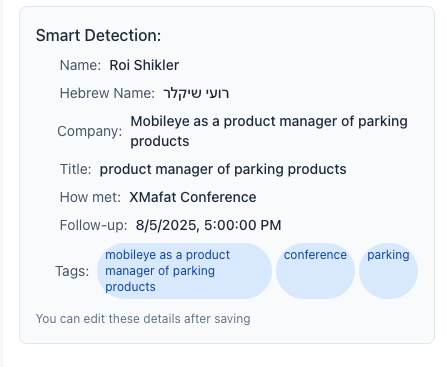 Smart Detection:
Name: Roi Shikler
Hebrew Name: רועי שיקלר
Company: Mobileye as a product manager of parking
products
Title: product manager of parking products
How met: XMafat Conference
Follow-up: 8/5/2025, 5:00:00 PM
Tags: mobileye as a product
manager of parking
products
conference
parking
You can edit these details after saving